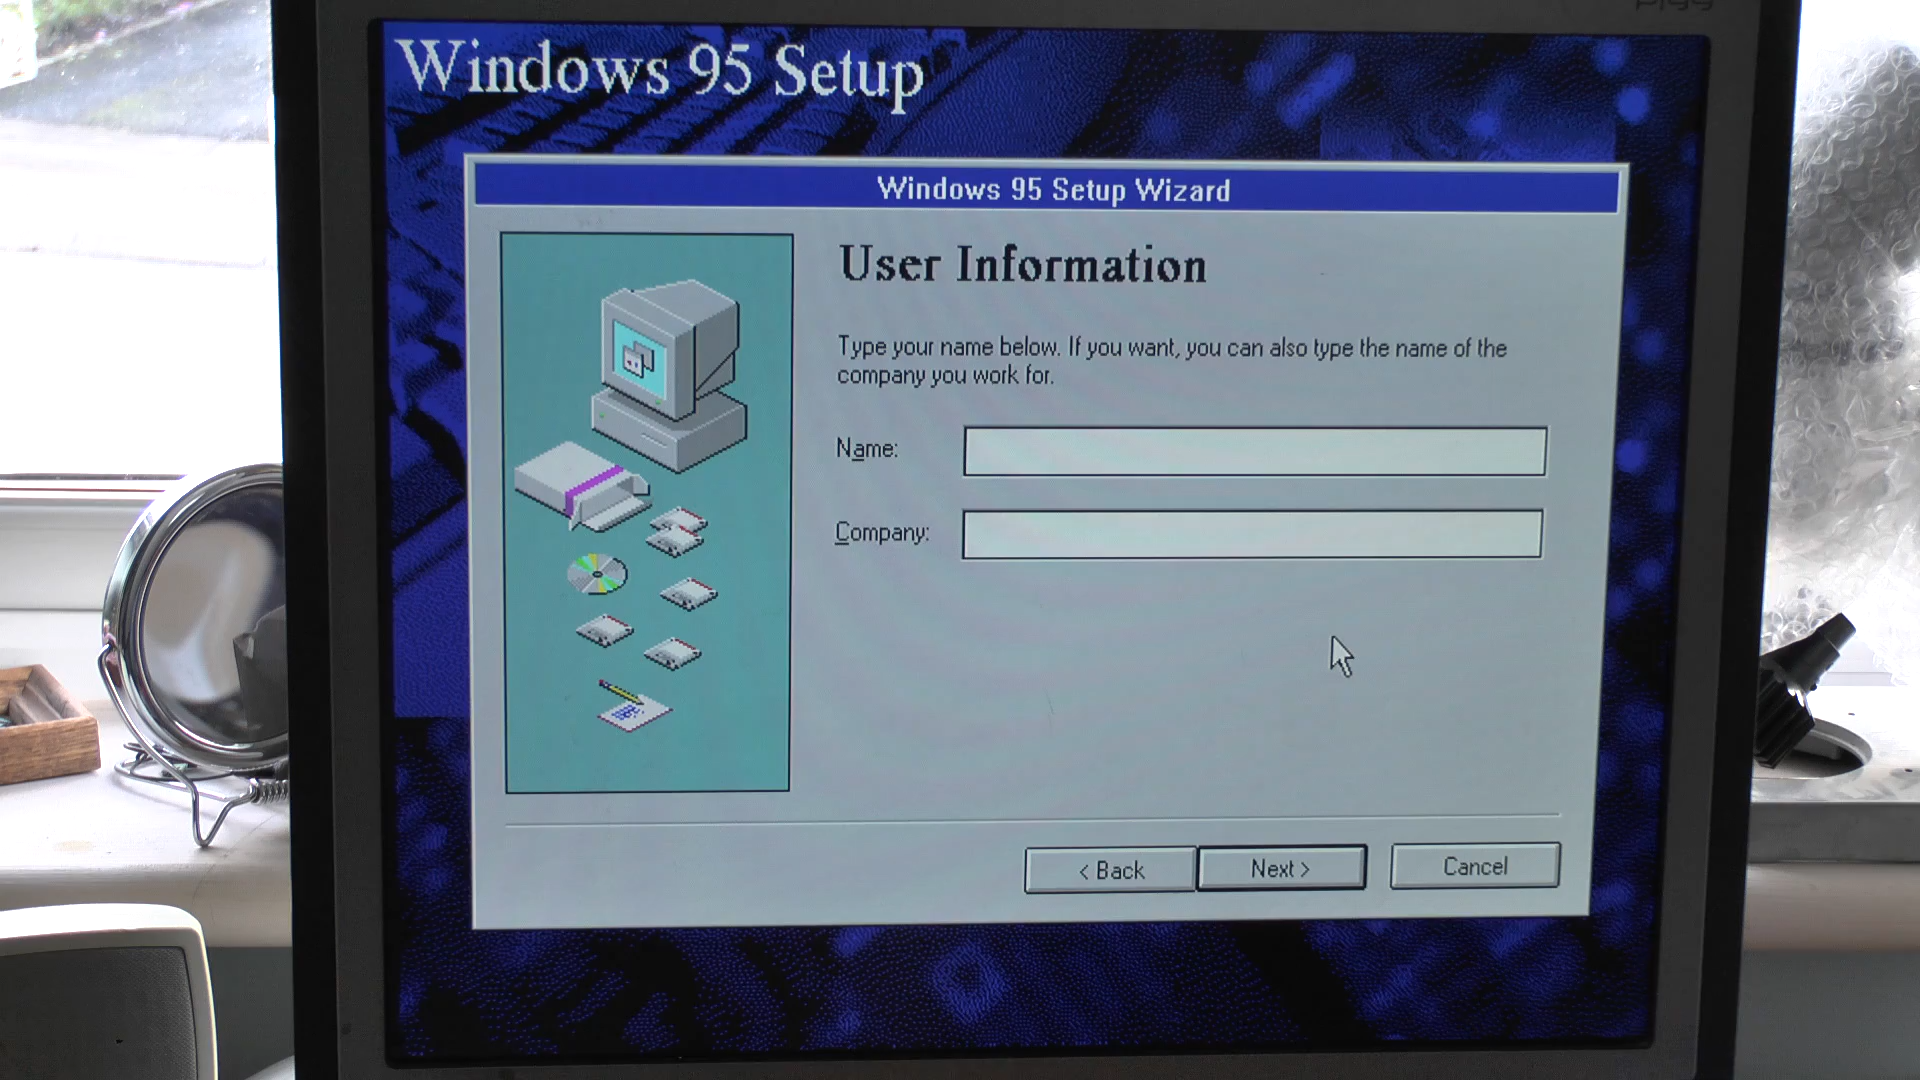 Windows 95 Setup
Windows 95 Setup Wizard
User Information
Type your name below. If you want, you can also type the name of the
company you work for.
Name:
Company:
< Back
Next >
Cancel